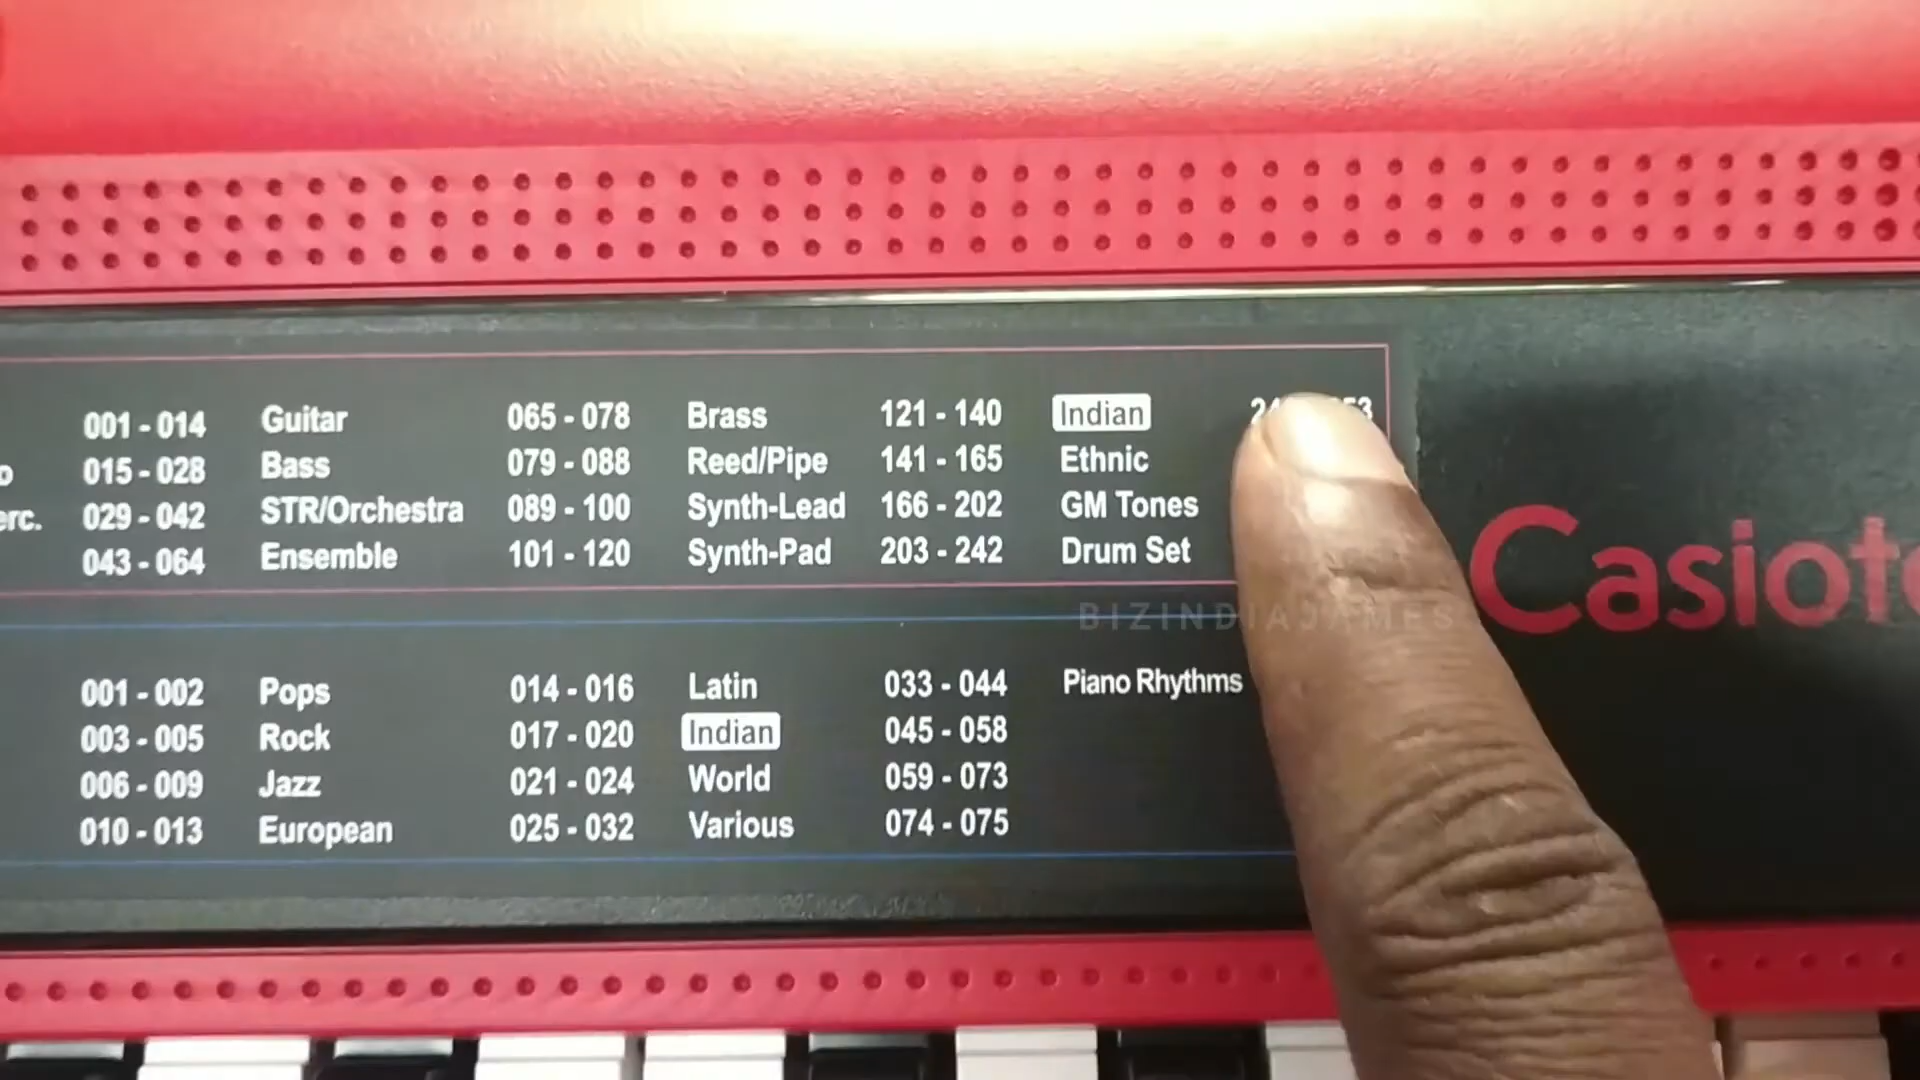 001 - 014 Guitar 065 - 078 Brass 121 - 140 Indian
015 - 028 Bass 079 - 088 Reed/Pipe 141 - 165 Ethnic
029 - 042 STR/Orchestra 089 - 100 Synth-Lead 166 - 202 GM Tones
043 - 064 Ensemble 101 - 120 Synth-Pad 203 - 242 Drum Set
Casioto
BIZINDIAJAMES
001 - 002 Pops 014 - 016 Latin 033 - 044 Piano Rhythms
003 - 005 Rock 017 - 020 Indian 045 - 058
006 - 009 Jazz 021 - 024 World 059 - 073
010 - 013 European 025 - 032 Various 074 - 075